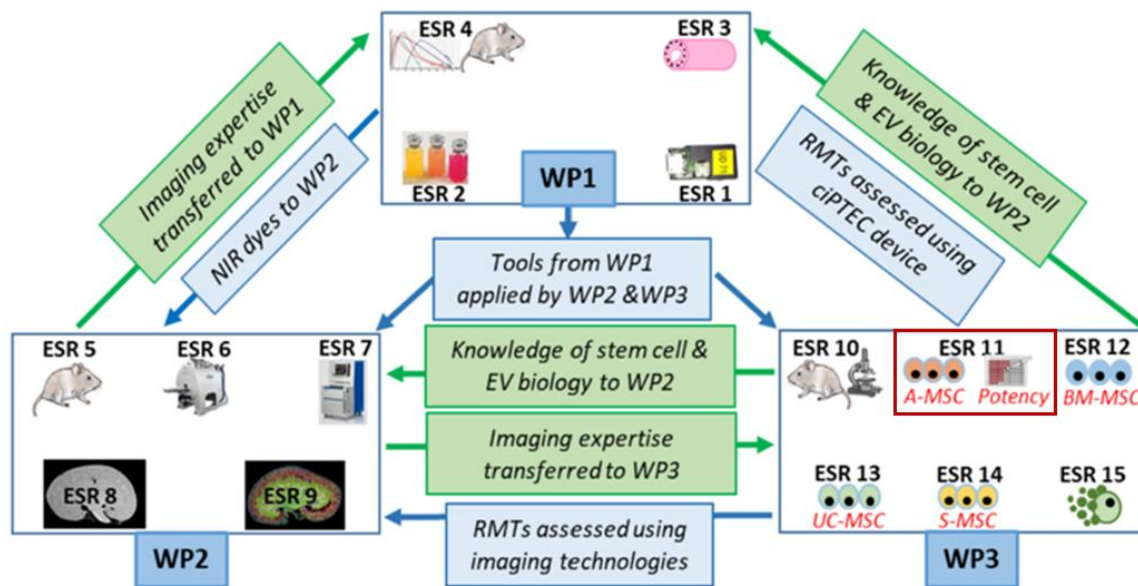 ESR 4
ESR 3
ESR 2
ESR 1
WP1
Imaging expertise
transferred to WP1
NIR dyes to WP2
Knowledge of stem cell
& EV biology to WP2
RMTs assessed using
ciPTEC device
Tools from WP1
applied by WP2 &WP3
Knowledge of stem cell &
EV biology to WP2
Imaging expertise
transferred to WP3
RMTs assessed using
imaging technologies
ESR 5
ESR 6
ESR 7
ESR 8
ESR 9
WP2
ESR 10
ESR 11
ESR 12
A-MSC
Potency
BM-MSC
ESR 13
ESR 14
ESR 15
UC-MSC
S-MSC
WP3